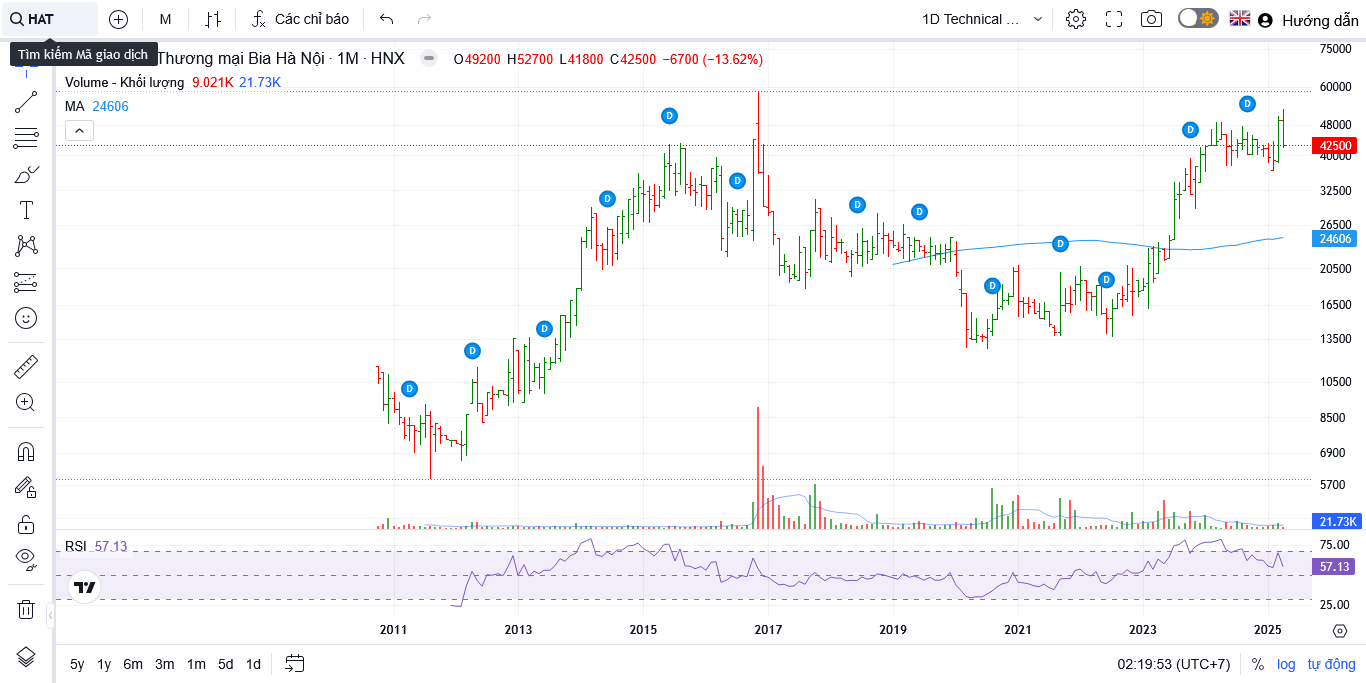 HAT
M
Các chỉ báo
1D Technical ...
Hướng dẫn
Tìm kiếm Mã giao dịch
Thương mại Bia Hà Nội · 1M · HNX
O49200 H52700 L41800 C42500 −6700 (−13.62%)
Volume - Khối lượng 9.021K 21.73K
MA 24606
D
D
D
D
D
D
D
D
D
D
D
D
D
75000
60000
48000
42500
40000
32500
26500
24606
20500
16500
13500
10500
8500
6900
5700
21.73K
RSI 57.13
75.00
57.13
25.00
2011 2013 2015 2017 2019 2021 2023 2025
5y 1y 6m 3m 1m 5d 1d
02:19:53 (UTC+7) % log tự động